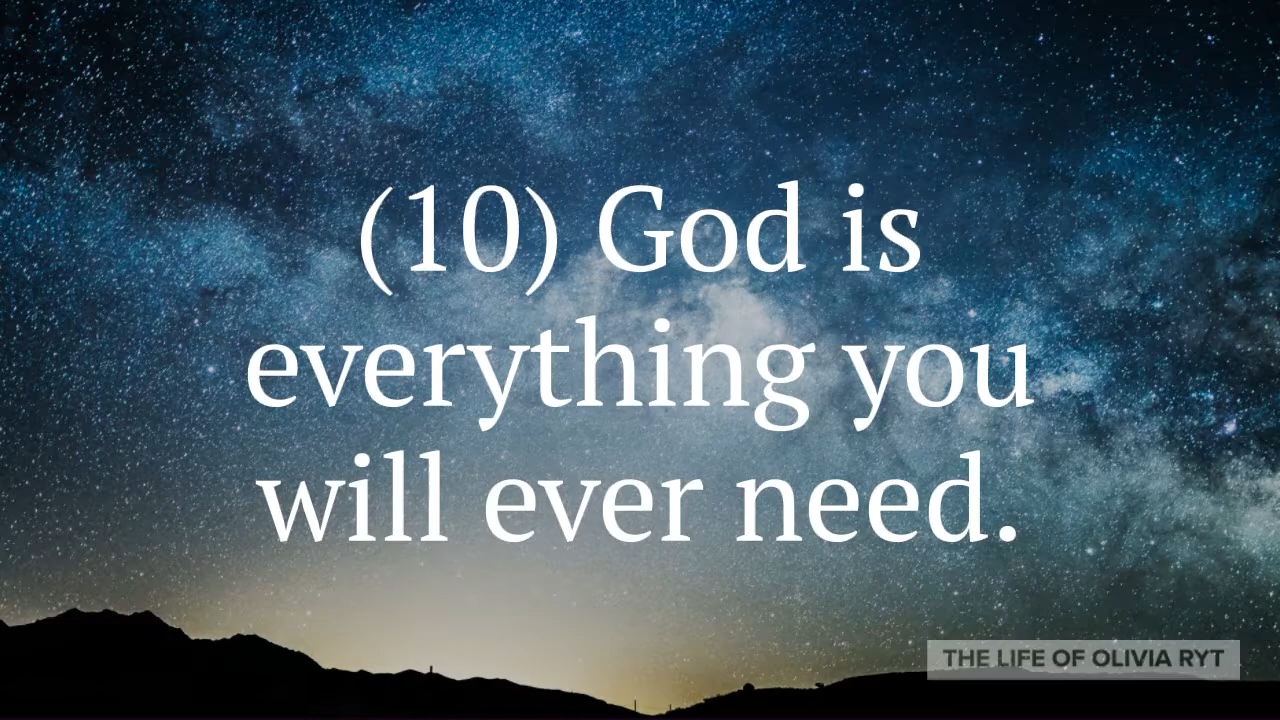 (10) God is
everything you
will ever need.
THE LIFE OF OLIVIA RYT